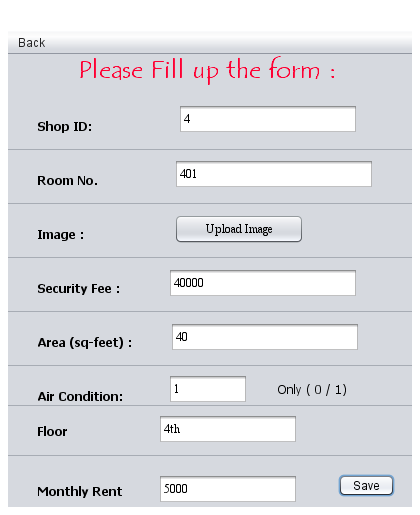 Back
Please Fill up the form :
Shop ID: 4
Room No. 401
Image : Upload Image
Security Fee : 40000
Area (sq-feet) : 40
Air Condition: 1 Only ( 0 / 1)
Floor 4th
Monthly Rent 5000 Save